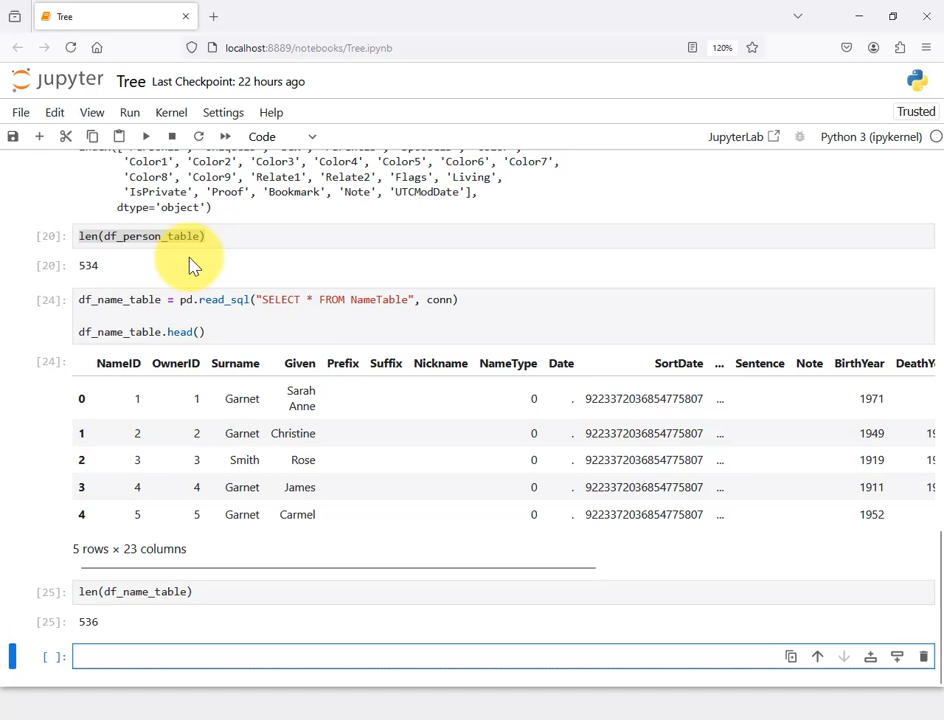 Tree
localhost:8889/notebooks/Tree.ipynb
120%
jupyter Tree Last Checkpoint: 22 hours ago
File Edit View Run Kernel Settings Help
Trusted
Code
JupyterLab
Python 3 (ipykernel)
'Color1', 'Color2', 'Color3', 'Color4', 'Color5', 'Color6', 'Color7',
'Color8', 'Color9', 'Relate1', 'Relate2', 'Flags', 'Living',
'IsPrivate', 'Proof', 'Bookmark', 'Note', 'UTCModDate'],
dtype='object')
[20]: len(df_person_table)
[20]: 534
[24]: df_name_table = pd.read_sql("SELECT * FROM NameTable", conn)
df_name_table.head()
[24]: NameID OwnerID Surname Given Prefix Suffix Nickname NameType Date SortDate ... Sentence Note BirthYear DeathYe
0 1 1 Garnet Sarah Anne 0 . 9223372036854775807 ... 1971
1 2 2 Garnet Christine 0 . 9223372036854775807 ... 1949 19
2 3 3 Smith Rose 0 . 9223372036854775807 ... 1919 19
3 4 4 Garnet James 0 . 9223372036854775807 ... 1911 19
4 5 5 Garnet Carmel 0 . 9223372036854775807 ... 1952
5 rows × 23 columns
[25]: len(df_name_table)
[25]: 536
[ ]: